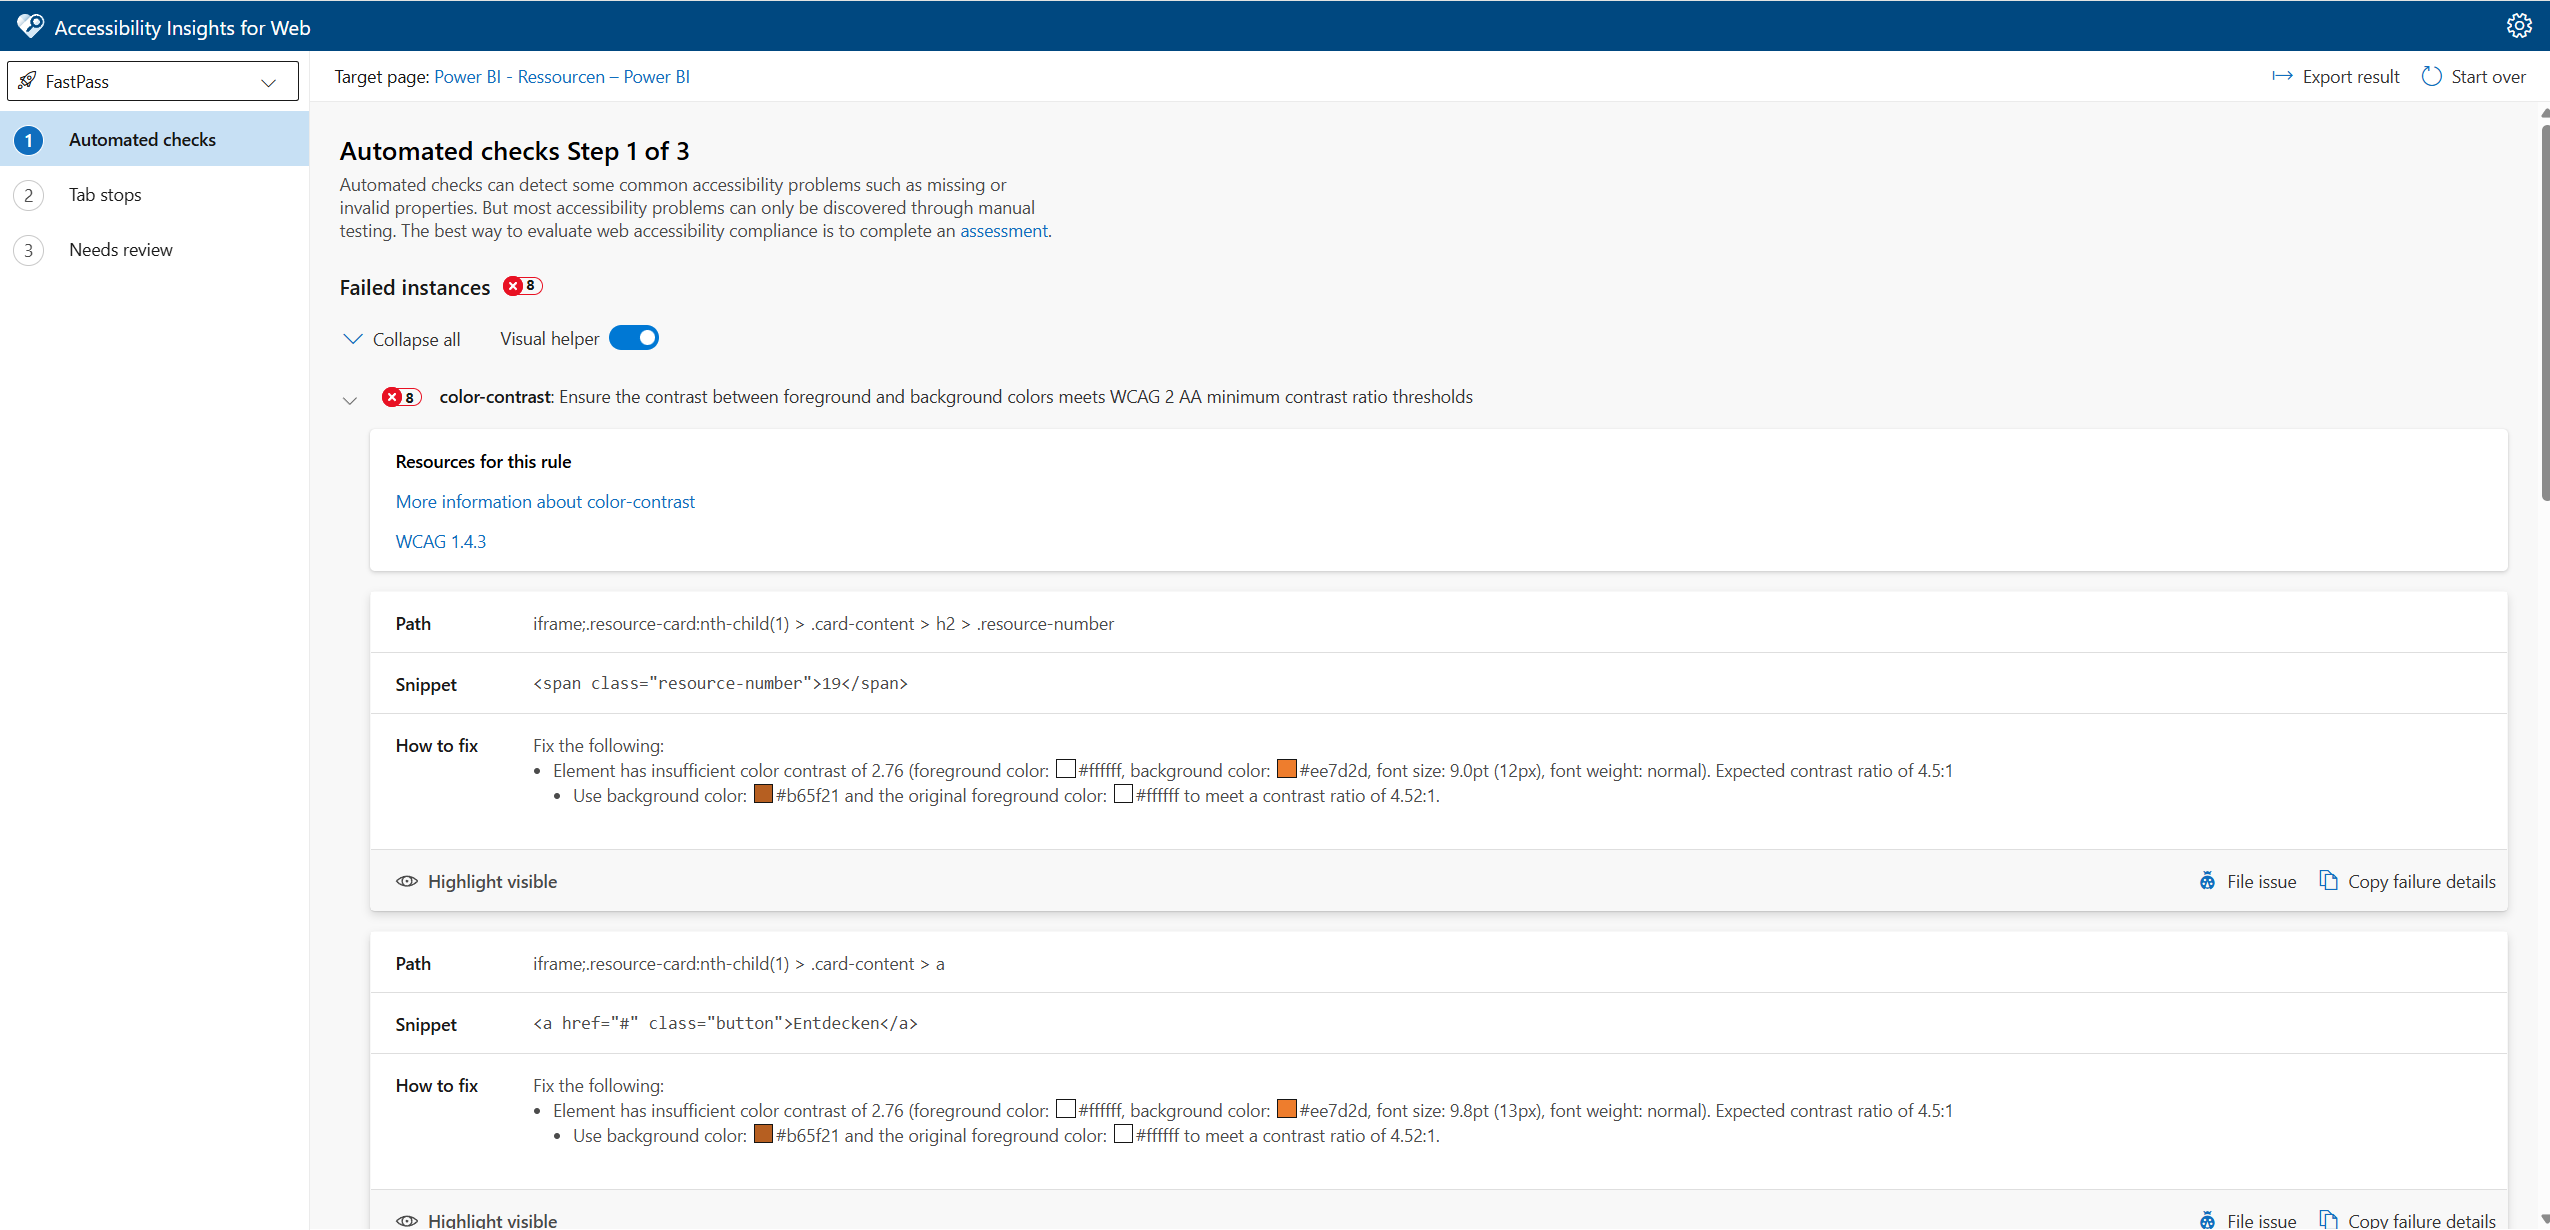 Accessibility Insights for Web
FastPass
Target page: Power BI - Ressourcen – Power BI
Export result
Start over
1 Automated checks
2 Tab stops
3 Needs review
Automated checks Step 1 of 3
Automated checks can detect some common accessibility problems such as missing or
invalid properties. But most accessibility problems can only be discovered through manual
testing. The best way to evaluate web accessibility compliance is to complete an assessment.
Failed instances 8
Collapse all
Visual helper
8 color-contrast: Ensure the contrast between foreground and background colors meets WCAG 2 AA minimum contrast ratio thresholds
Resources for this rule
More information about color-contrast
WCAG 1.4.3
Path iframe;.resource-card:nth-child(1) > .card-content > h2 > .resource-number
Snippet <span class="resource-number">19</span>
How to fix Fix the following:
• Element has insufficient color contrast of 2.76 (foreground color: #ffffff, background color: #ee7d2d, font size: 9.0pt (12px), font weight: normal). Expected contrast ratio of 4.5:1
• Use background color: #b65f21 and the original foreground color: #ffffff to meet a contrast ratio of 4.52:1.
Highlight visible
File issue
Copy failure details
Path iframe;.resource-card:nth-child(1) > .card-content > a
Snippet <a href="#" class="button">Entdecken</a>
How to fix Fix the following:
• Element has insufficient color contrast of 2.76 (foreground color: #ffffff, background color: #ee7d2d, font size: 9.8pt (13px), font weight: normal). Expected contrast ratio of 4.5:1
• Use background color: #b65f21 and the original foreground color: #ffffff to meet a contrast ratio of 4.52:1.
Highlight visible
File issue
Copy failure details